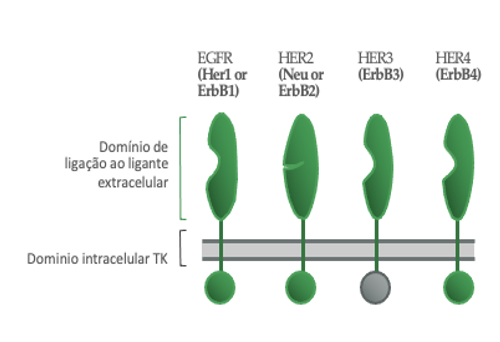 EGFR
(Her1 or
ErbB1)
HER2
(Neu or
ErbB2)
HER3
(ErbB3)
HER4
(ErbB4)
Domínio de
ligação ao ligante
extracelular
Dominio intracelular TK